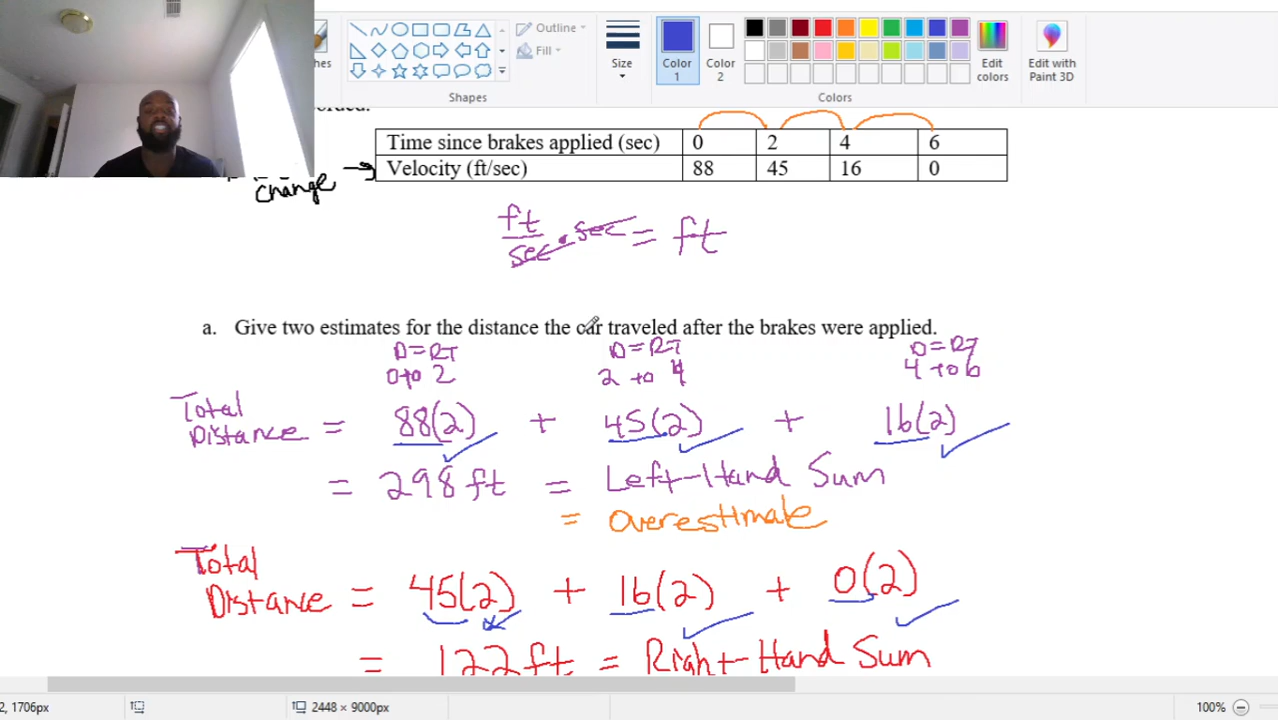 Outline
Fill
Size
Color
1
Color
2
Edit
colors
Edit with
Paint 3D
Shapes
Colors
Time since brakes applied (sec) 0 2 4 6
Velocity (ft/sec) 88 45 16 0
change
ft/sec · sec = ft
a. Give two estimates for the distance the car traveled after the brakes were applied.
D=RT D=RT D=RT
0 to 2 2 to 4 4 to 6
Total
Distance = 88(2) + 45(2) + 16(2)
= 298 ft = Left-Hand Sum
= overestimate
Total
Distance = 45(2) + 16(2) + 0(2)
= 122 ft = Right-Hand Sum
2, 1706px 2448 × 9000px 100%